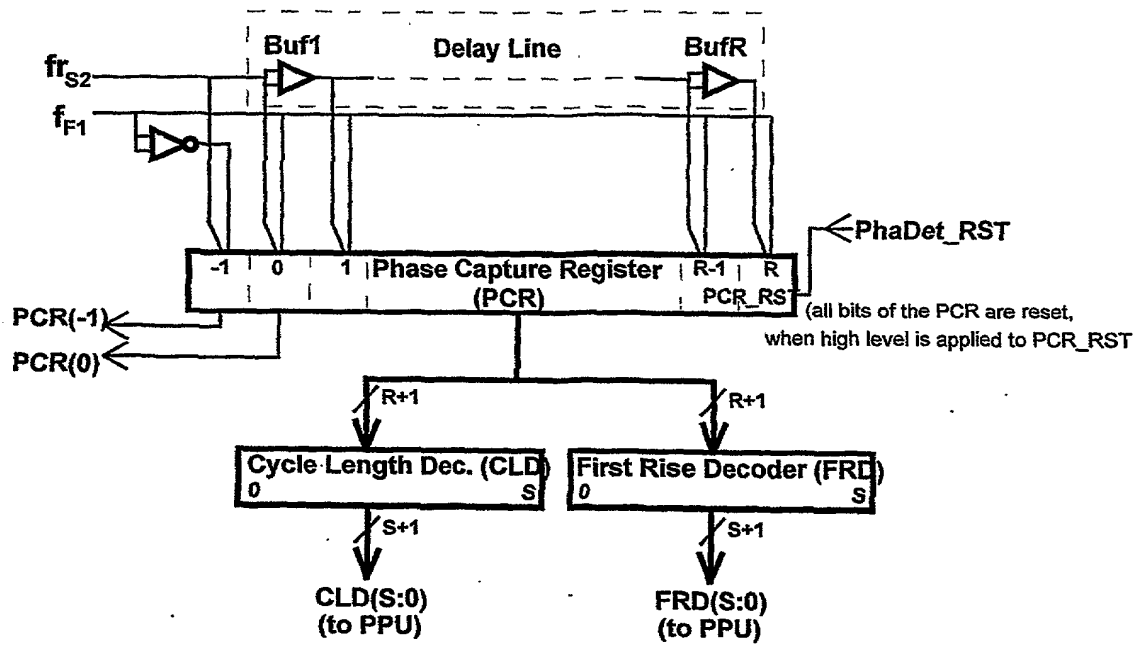 Buf1 Delay Line BufR
frS2
fF1
PhaDet_RST
-1 0 1 Phase Capture Register R-1 R
(PCR) PCR_RST
(all bits of the PCR are reset,
when high level is applied to PCR_RST
PCR(-1)
PCR(0)
R+1 R+1
Cycle Length Dec. (CLD) First Rise Decoder (FRD)
0 S 0 S
S+1 S+1
CLD(S:0) FRD(S:0)
(to PPU) (to PPU)